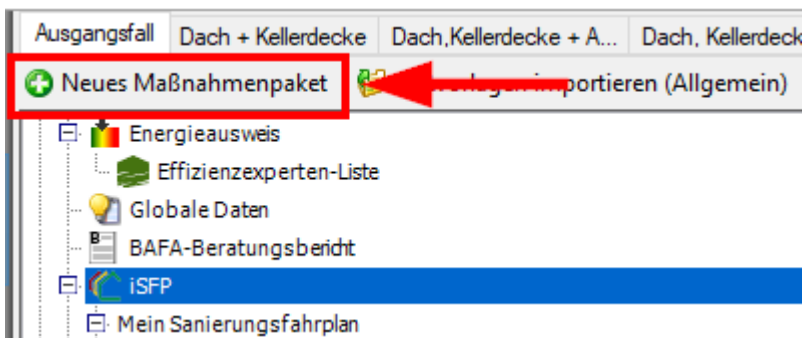 Ausgangsfall Dach + Kellerdecke Dach,Kellerdecke + A... Dach, Kellerdeck
Neues Maßnahmenpaket importieren (Allgemein)
Energieausweis
Effizienzexperten-Liste
Globale Daten
BAFA-Beratungsbericht
iSFP
Mein Sanierungsfahrplan